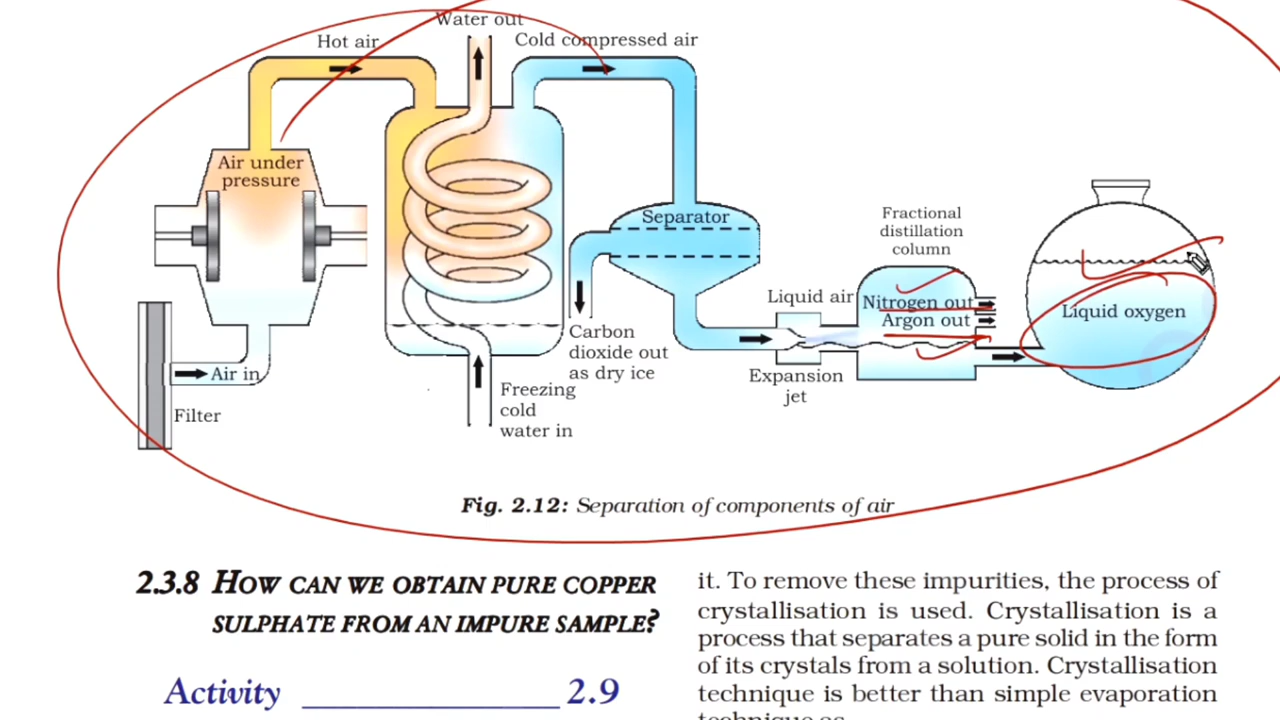 Water out
Hot air
Cold compressed air
Air under
pressure
Separator
Fractional
distillation
column
Liquid air
Nitrogen out
Argon out
Liquid oxygen
Carbon
dioxide out
as dry ice
Air in
Expansion
jet
Freezing
cold
water in
Filter
Fig. 2.12: Separation of components of air
2.3.8 HOW CAN WE OBTAIN PURE COPPER
SULPHATE FROM AN IMPURE SAMPLE?
Activity ______________ 2.9
it. To remove these impurities, the process of
crystallisation is used. Crystallisation is a
process that separates a pure solid in the form
of its crystals from a solution. Crystallisation
technique is better than simple evaporation
technique as